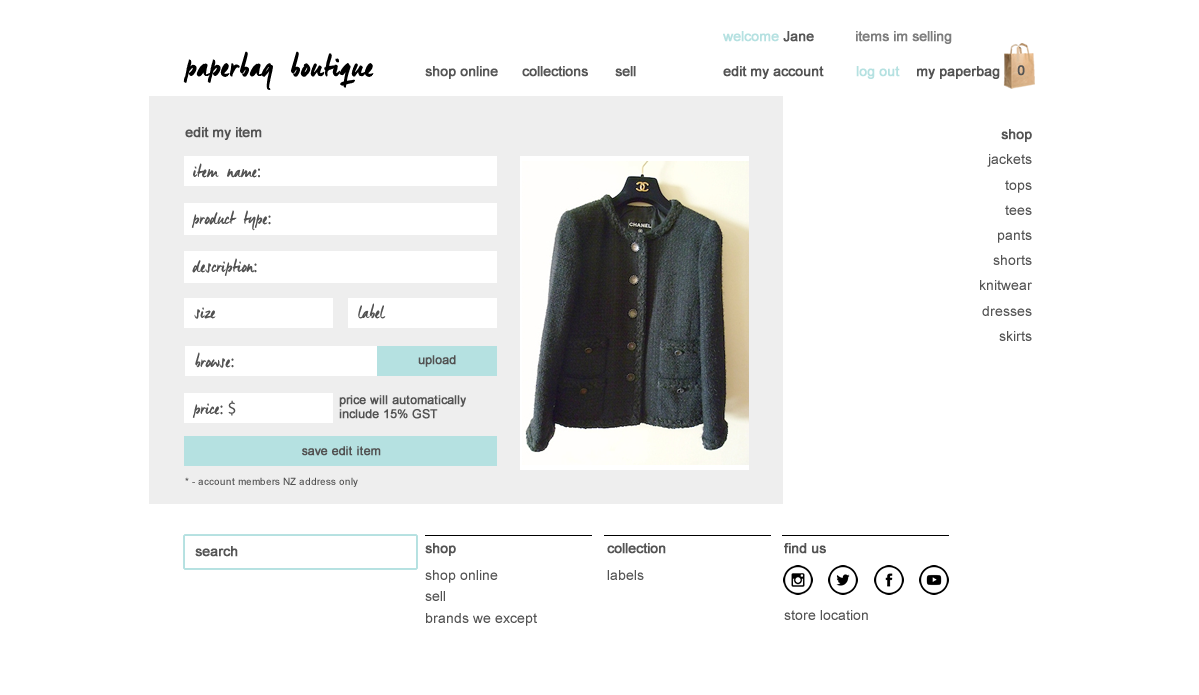 welcome Jane items im selling
paperbag boutique shop online collections sell edit my account log out my paperbag 0
edit my item
shop
item name:
jackets
tops
product type:
tees
CHANEL
pants
description:
shorts
knitwear
size label
dresses
skirts
browse: upload
price: $ price will automatically
include 15% GST
save edit item
* - account members NZ address only
search shop collection find us
shop online labels
sell
brands we except store location